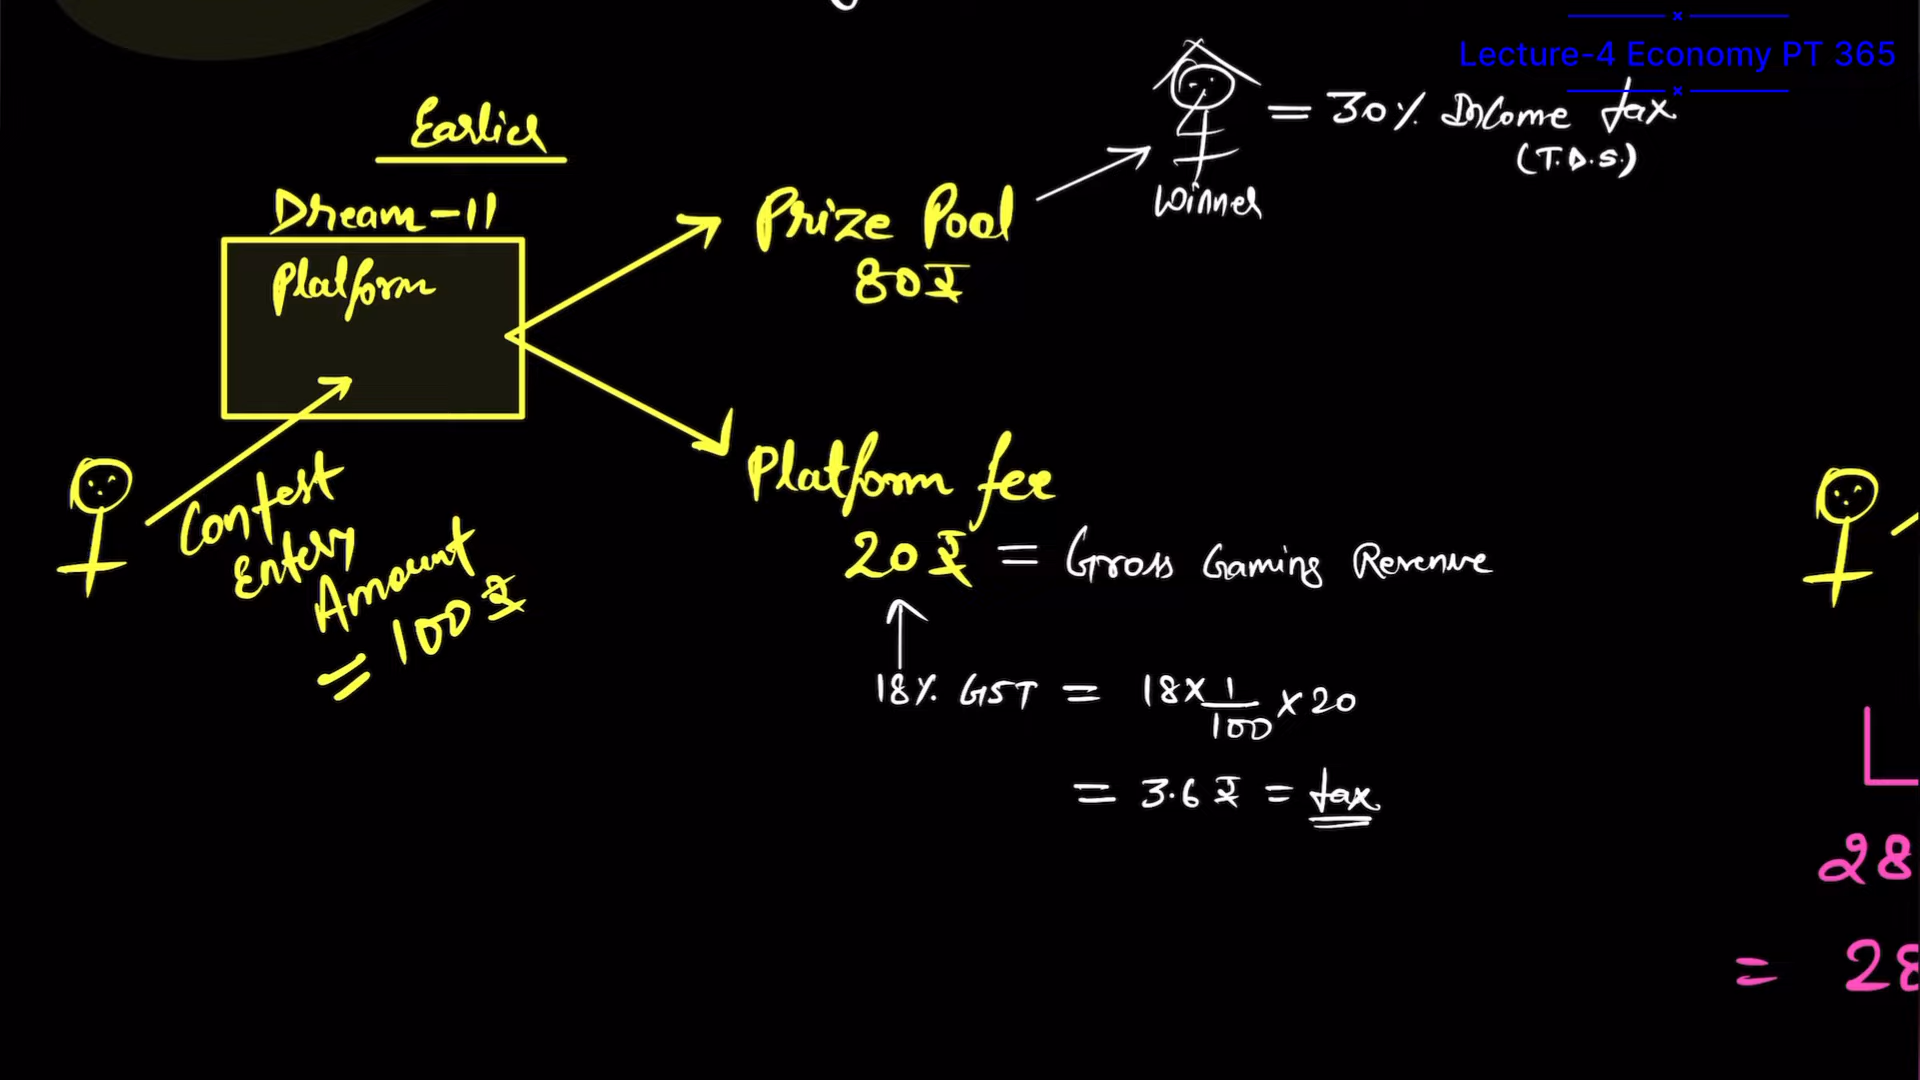 Lecture-4 Economy PT 365
Earlier
Dream-11
Platform
Contest
Entery
Amount
= 100 ₹
Prize Pool
80 ₹
Winner
= 30% Income tax
(T.D.S.)
Platform fee
20 ₹ = Gross Gaming Revenue
18% GST = 18 × 1/100 × 20
= 3.6 ₹ = tax
28
= 28